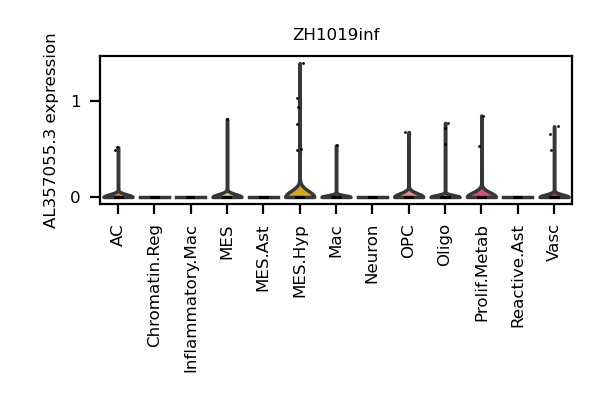 ZH1019inf
AL357055.3 expression
1
0
AC
Chromatin.Reg
Inflammatory.Mac
MES
MES.Ast
MES.Hyp
Mac
Neuron
OPC
Oligo
Prolif.Metab
Reactive.Ast
Vasc